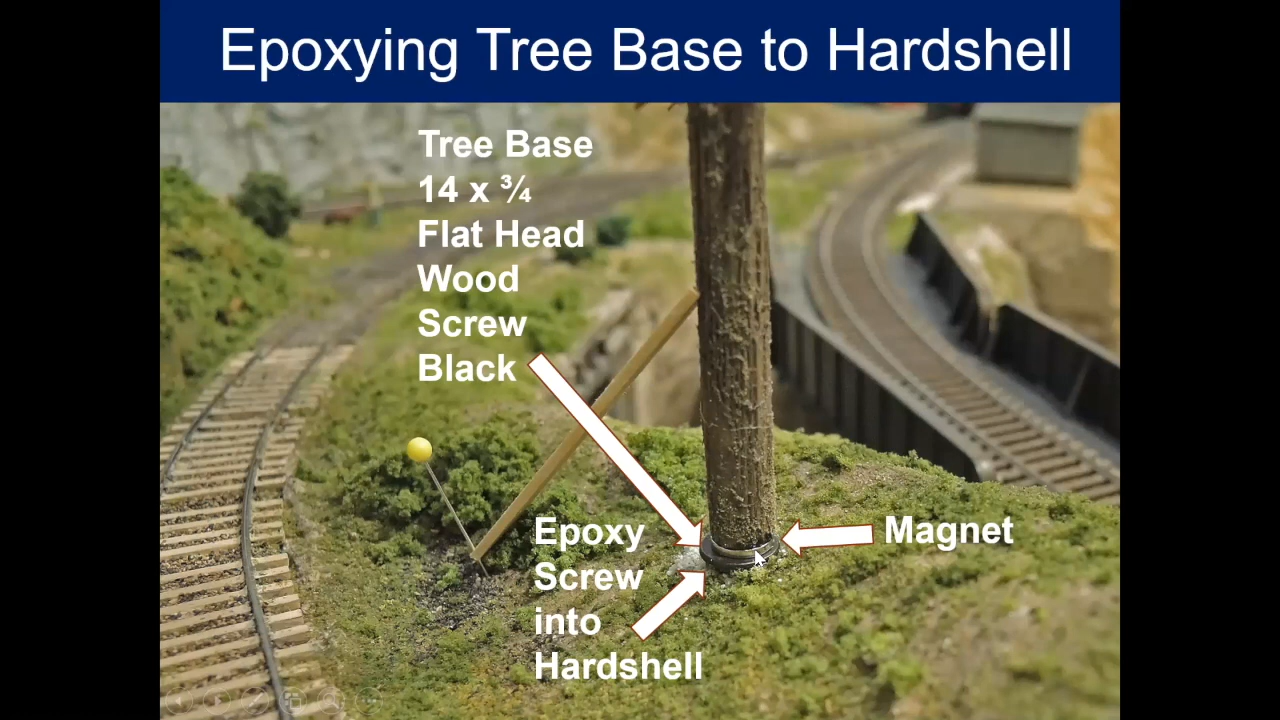 Epoxying Tree Base to Hardshell
Tree Base
14 x ¾
Flat Head
Wood
Screw
Black
Epoxy
Screw
into
Hardshell
Magnet